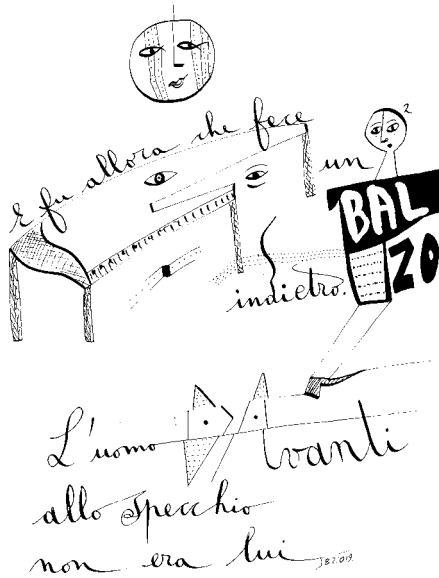 E fu allora che fece
un
BAL
ZO
indietro.
L'uomo
avanti
allo specchio
non era lui